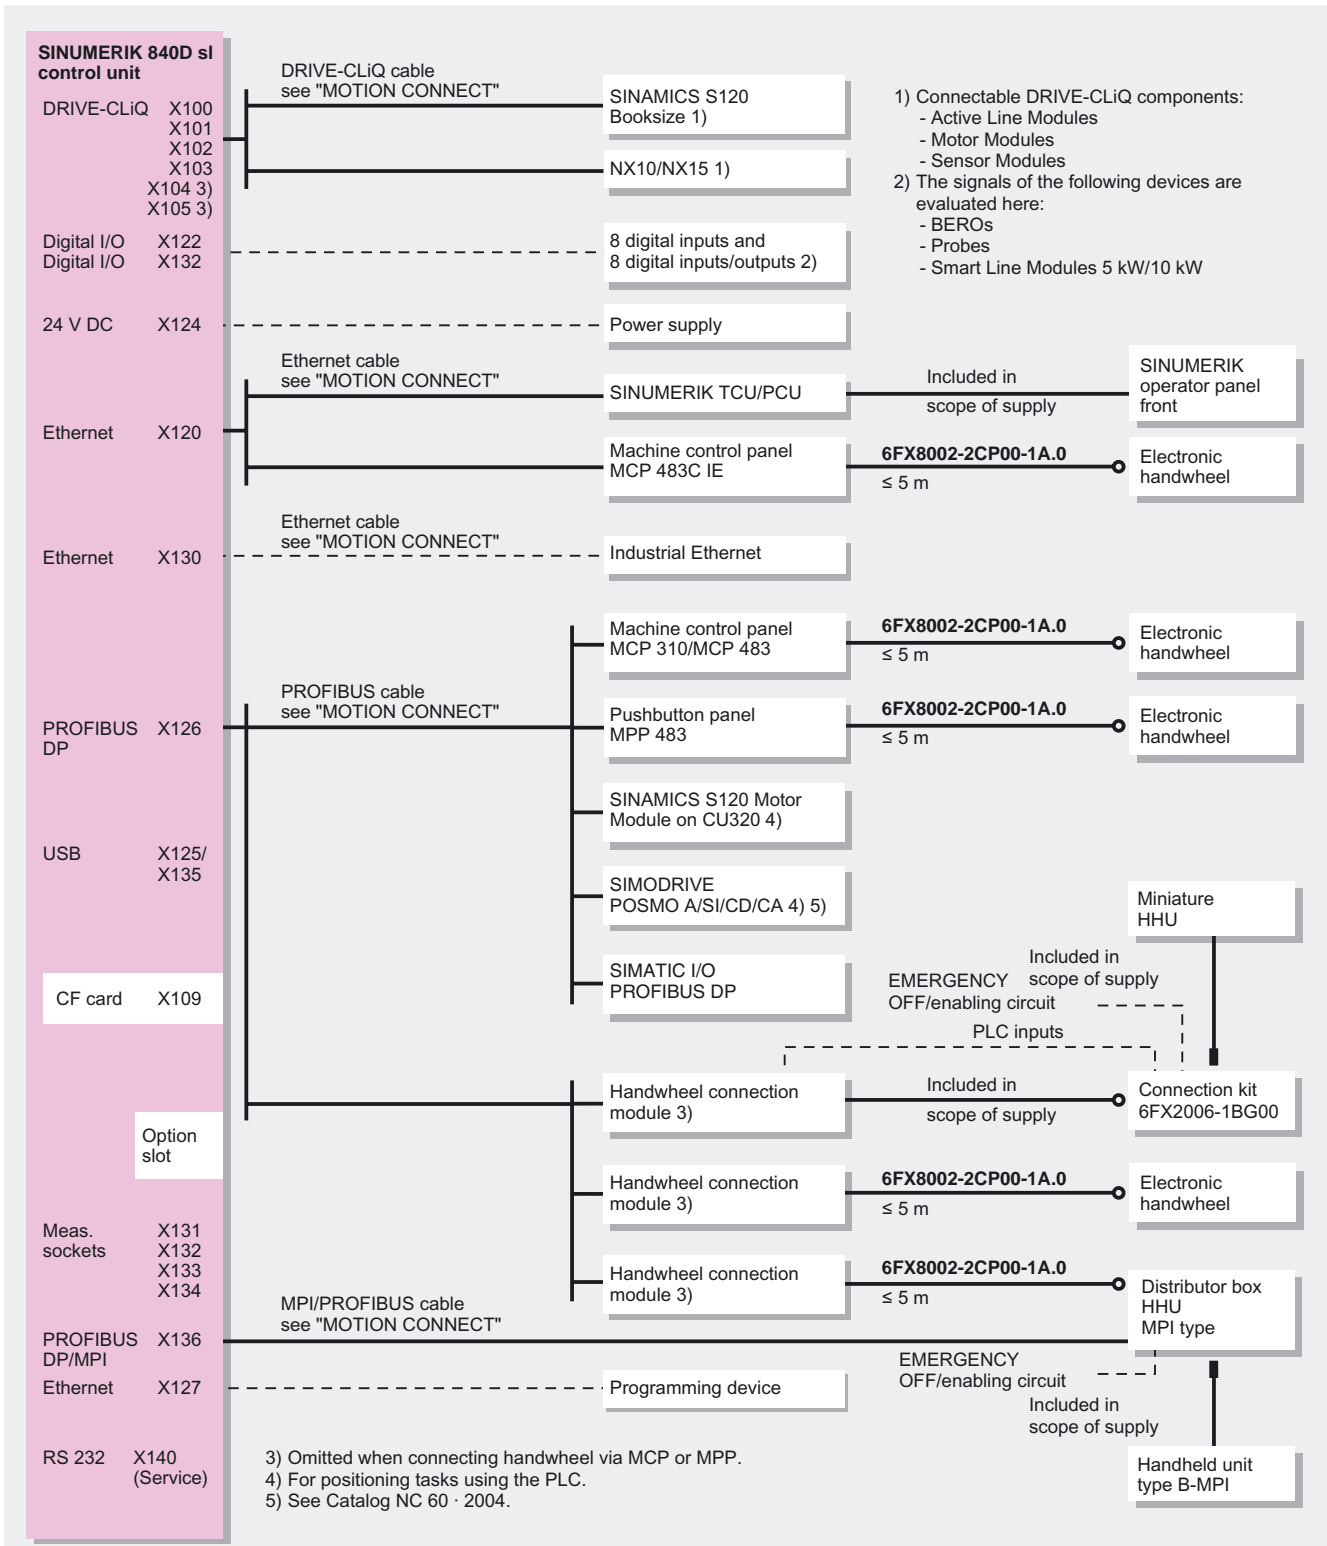 SINUMERIK 840D sl
control unit
DRIVE-CLiQ X100
X101
X102
X103
X104 3)
X105 3)
DRIVE-CLiQ cable
see "MOTION CONNECT"
SINAMICS S120
Booksize 1)
NX10/NX15 1)
1) Connectable DRIVE-CLiQ components:
- Active Line Modules
- Motor Modules
- Sensor Modules
2) The signals of the following devices are
evaluated here:
- BEROs
- Probes
- Smart Line Modules 5 kW/10 kW
Digital I/O X122
Digital I/O X132
8 digital inputs and
8 digital inputs/outputs 2)
24 V DC X124
Power supply
Ethernet cable
see "MOTION CONNECT"
SINUMERIK TCU/PCU
Included in
scope of supply
SINUMERIK
operator panel
front
Ethernet X120
Machine control panel
MCP 483C IE
6FX8002-2CP00-1A.0
≤ 5 m
Electronic
handwheel
Ethernet cable
see "MOTION CONNECT"
Ethernet X130
Industrial Ethernet
Machine control panel
MCP 310/MCP 483
6FX8002-2CP00-1A.0
≤ 5 m
Electronic
handwheel
PROFIBUS cable
see "MOTION CONNECT"
PROFIBUS X126
DP
Pushbutton panel
MPP 483
6FX8002-2CP00-1A.0
≤ 5 m
Electronic
handwheel
SINAMICS S120 Motor
Module on CU320 4)
USB X125/
X135
SIMODRIVE
POSMO A/SI/CD/CA 4) 5)
Miniature
HHU
SIMATIC I/O
PROFIBUS DP
CF card X109
Included in
scope of supply
EMERGENCY
OFF/enabling circuit
PLC inputs
Handwheel connection
module 3)
Included in
scope of supply
Connection kit
6FX2006-1BG00
Option
slot
Handwheel connection
module 3)
6FX8002-2CP00-1A.0
≤ 5 m
Electronic
handwheel
Meas. X131
sockets X132
X133
X134
Handwheel connection
module 3)
6FX8002-2CP00-1A.0
≤ 5 m
Distributor box
HHU
MPI type
MPI/PROFIBUS cable
see "MOTION CONNECT"
PROFIBUS X136
DP/MPI
EMERGENCY
OFF/enabling circuit
Ethernet X127
Programming device
Included in
scope of supply
RS 232 X140
(Service)
3) Omitted when connecting handwheel via MCP or MPP.
4) For positioning tasks using the PLC.
5) See Catalog NC 60 · 2004.
Handheld unit
type B-MPI